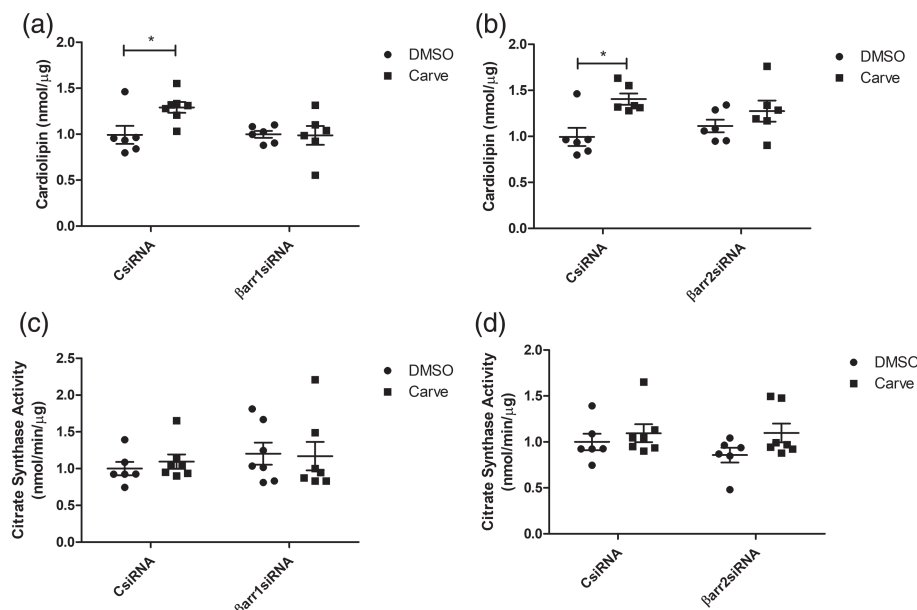 (a)
*
DMSO
Carve
Cardiolipin (nmol/μg)
2.0
1.5
1.0
0.5
0.0
CsiRNA
βarr1siRNA
(b)
*
DMSO
Carve
Cardiolipin (nmol/μg)
2.0
1.5
1.0
0.5
0.0
CsiRNA
βarr2siRNA
(c)
DMSO
Carve
Citrate Synthase Activity
(nmol/min/μg)
2.5
2.0
1.5
1.0
0.5
0.0
CsiRNA
βarr1siRNA
(d)
DMSO
Carve
Citrate Synthase Activity
(nmol/min/μg)
2.0
1.5
1.0
0.5
0.0
CsiRNA
βarr2siRNA